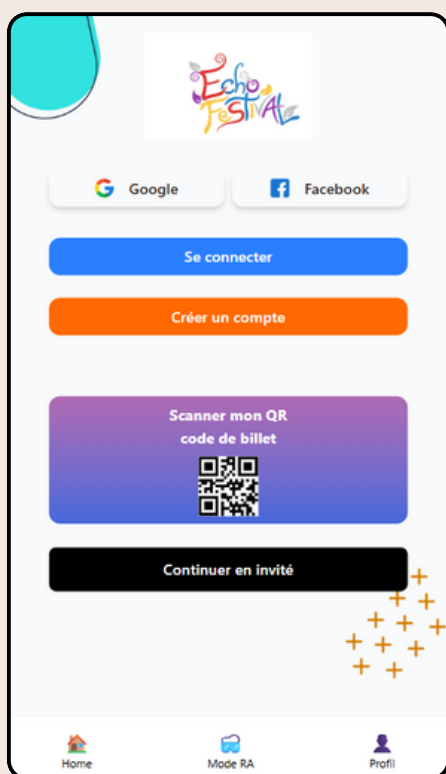 Echo
FESTIVAL
Google
Facebook
Se connecter
Créer un compte
Scanner mon QR
code de billet
Continuer en invité
Home
Mode RA
Profil